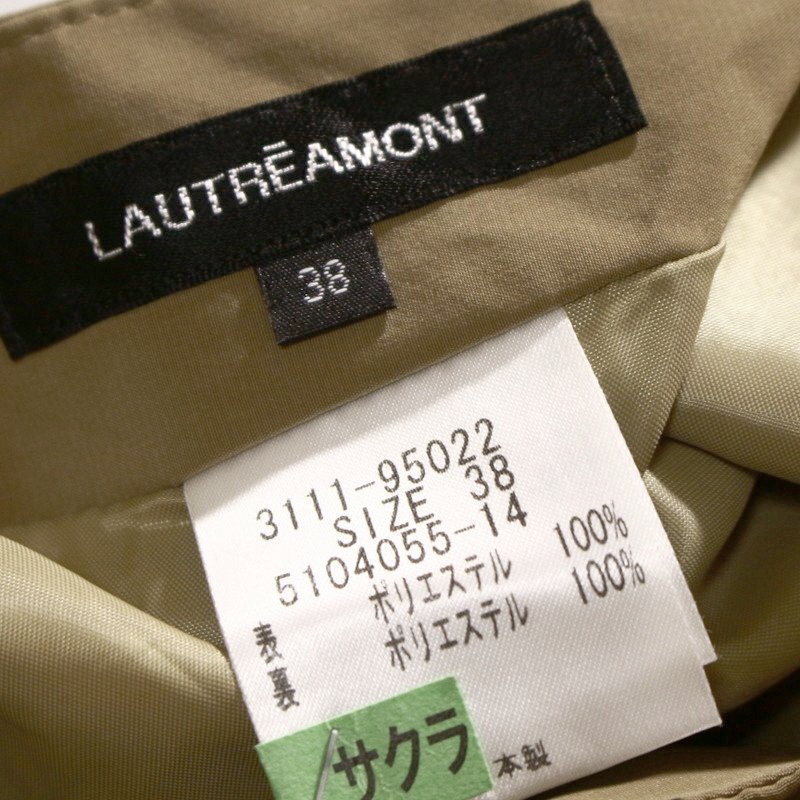 LAUTRĒAMONT
38
3111-95022
SIZE 38
5104055-14
表 ポリエステル 100%
裏 ポリエステル 100%
サクラ
本製